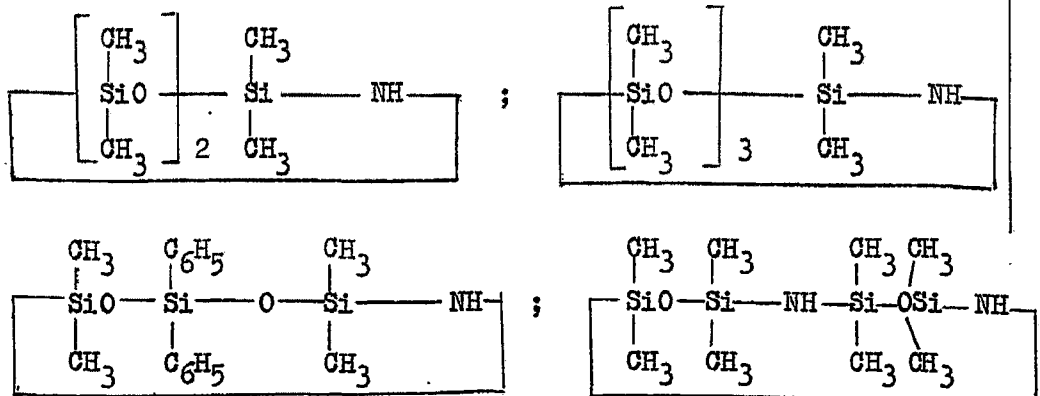 CH3 CH3 CH3 CH3
SiO Si NH ; SiO Si NH
CH3 2 CH3 CH3 3 CH3
CH3 C6H5 CH3 CH3 CH3 CH3 CH3
SiO Si O Si NH ; SiO Si NH Si OSi NH
CH3 C6H5 CH3 CH3 CH3 CH3 CH3